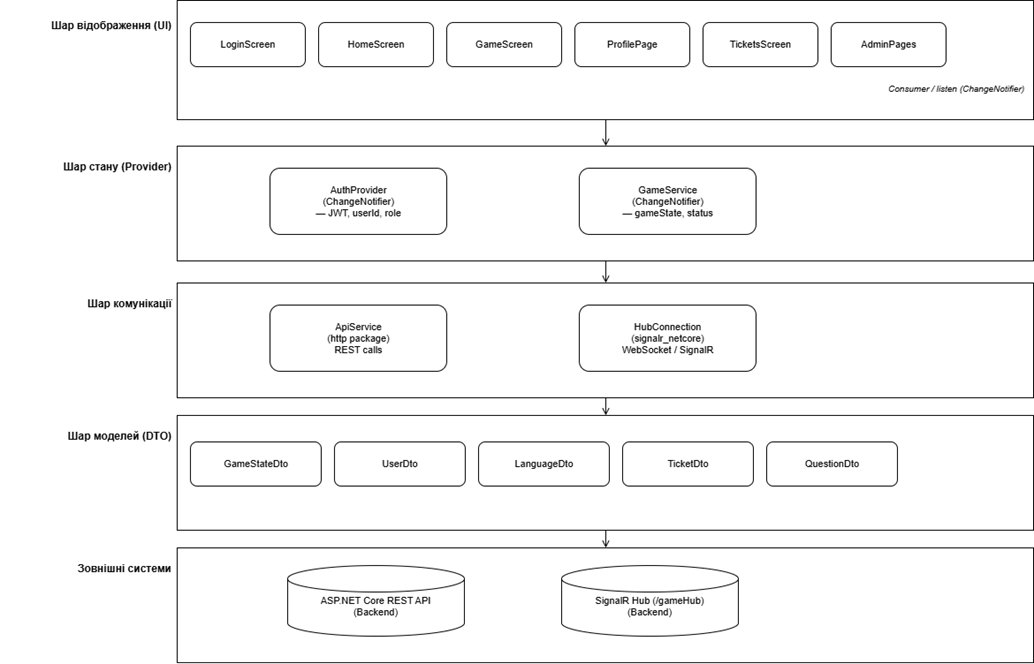 Шар відображення (UI)
LoginScreen
HomeScreen
GameScreen
ProfilePage
TicketsScreen
AdminPages
Consumer / listen (ChangeNotifier)
Шар стану (Provider)
AuthProvider
(ChangeNotifier)
— JWT, userId, role
GameService
(ChangeNotifier)
— gameState, status
Шар комунікації
ApiService
(http package)
REST calls
HubConnection
(signalr_netcore)
WebSocket / SignalR
Шар моделей (DTO)
GameStateDto
UserDto
LanguageDto
TicketDto
QuestionDto
Зовнішні системи
ASP.NET Core REST API
(Backend)
SignalR Hub (/gameHub)
(Backend)